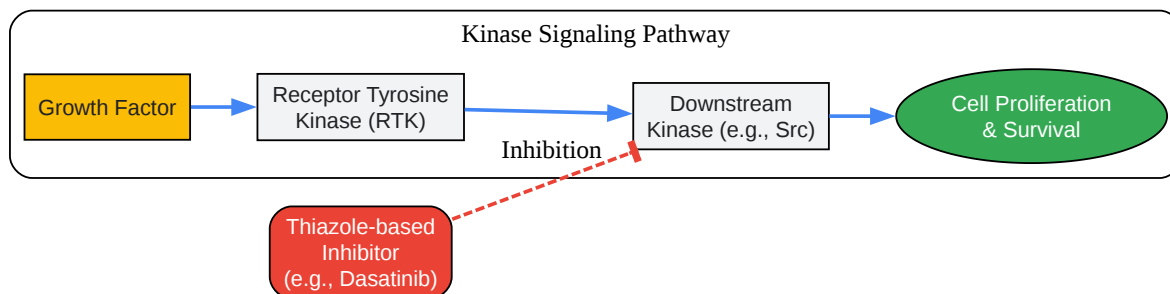 Kinase Signaling Pathway
Growth Factor
Receptor Tyrosine
Kinase (RTK)
Downstream
Kinase (e.g., Src)
Cell Proliferation
& Survival
Inhibition
Thiazole-based
Inhibitor
(e.g., Dasatinib)